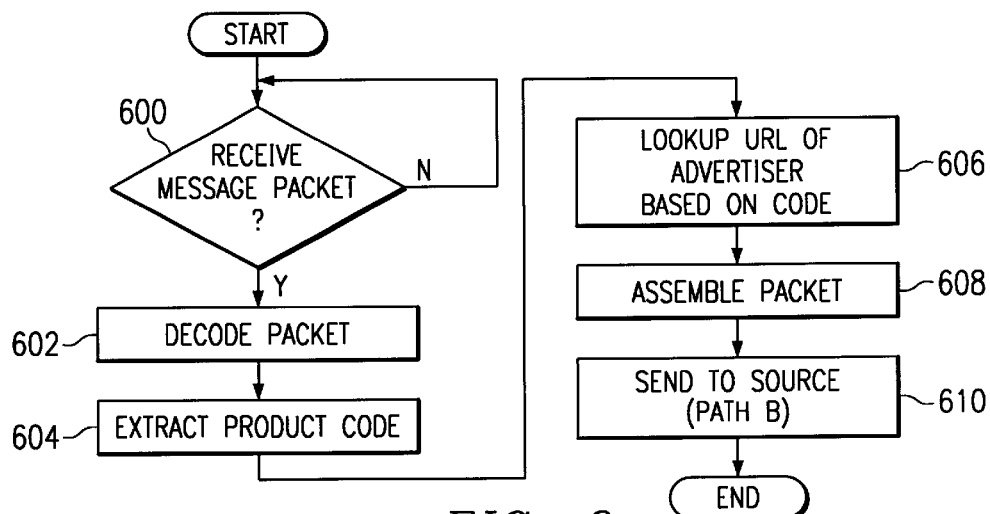 START
600
RECEIVE
MESSAGE PACKET
?
N
Y
602
DECODE PACKET
604
EXTRACT PRODUCT CODE
LOOKUP URL OF
ADVERTISER
BASED ON CODE
606
ASSEMBLE PACKET
608
SEND TO SOURCE
(PATH B)
610
END